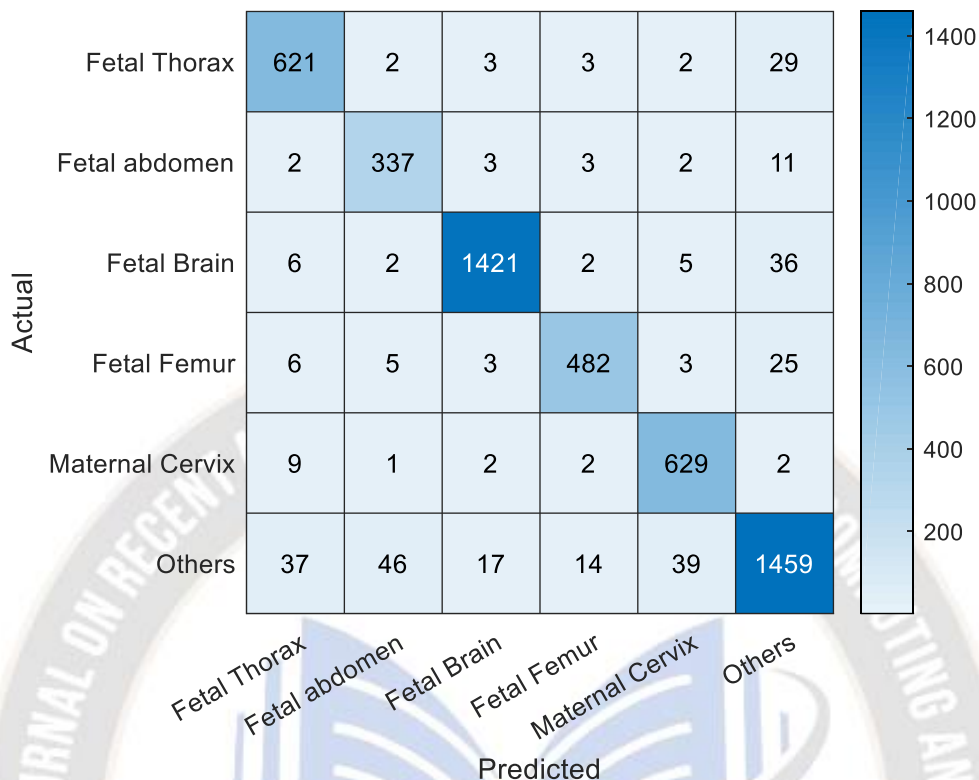 Fetal Thorax 621 2 3 3 2 29
Fetal abdomen 2 337 3 3 2 11
Fetal Brain 6 2 1421 2 5 36
Fetal Femur 6 5 3 482 3 25
Maternal Cervix 9 1 2 2 629 2
Others 37 46 17 14 39 1459
Actual
Fetal Thorax Fetal abdomen Fetal Brain Fetal Femur Maternal Cervix Others
Predicted
1400
1200
1000
800
600
400
200
RNAL ON RECENT